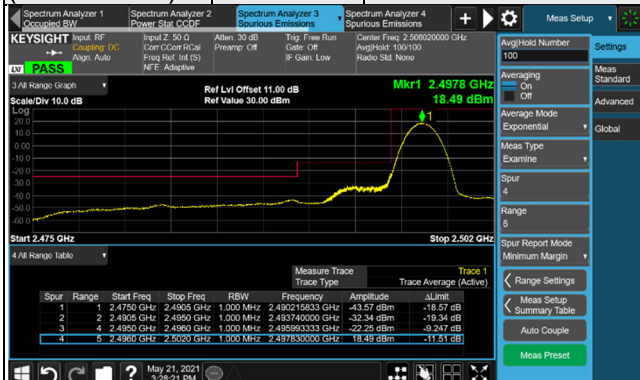 Spectrum Analyzer 1
Occupied BW
Spectrum Analyzer 2
Power Stat CCDF
Spectrum Analyzer 3
Spurious Emissions
Spectrum Analyzer 4
Spurious Emissions
+
Meas Setup
KEYSIGHT
Input: RF
Coupling: DC
Align: Auto
Input Z: 50 Ω
Corr CCorr RCal
Freq Ref: Int (S)
NFE: Adaptive
Atten: 30 dB
Preamp: Off
Trig: Free Run
Gate: Off
IF Gain: Low
Center Freq: 2.506020000 GHz
Avg|Hold: 100/100
Radio Std: None
LXI
PASS
3 All Range Graph
Scale/Div 10.0 dB
Ref Lvl Offset 11.00 dB
Ref Value 30.00 dBm
Mkr1 2.4978 GHz
18.49 dBm
Log
20.0
10.0
0.00
-10.0
-20.0
-30.0
-40.0
-50.0
-60.0
1
Start 2.475 GHz
Stop 2.502 GHz
4 All Range Table
Measure Trace Trace 1
Trace Type Trace Average (Active)
Spur Range Start Freq Stop Freq RBW Frequency Amplitude ΔLimit
1 1 2.4750 GHz 2.4905 GHz 1.000 MHz 2.490215833 GHz -43.57 dBm -18.57 dB
2 2 2.4905 GHz 2.4950 GHz 1.000 MHz 2.493740000 GHz -32.34 dBm -19.34 dB
3 4 2.4950 GHz 2.4960 GHz 1.000 MHz 2.495993333 GHz -22.25 dBm -9.247 dB
4 5 2.4960 GHz 2.5020 GHz 1.000 MHz 2.497830000 GHz 18.49 dBm -11.51 dB
Avg|Hold Number
100
Averaging
On
Off
Average Mode
Exponential
Meas Type
Examine
Spur
4
Range
5
Spur Report Mode
Minimum Margin
Range Settings
Meas Setup
Summary Table
Auto Couple
Meas Preset
Settings
Meas
Standard
Advanced
Global
?
May 21, 2021
3:28:21 PM